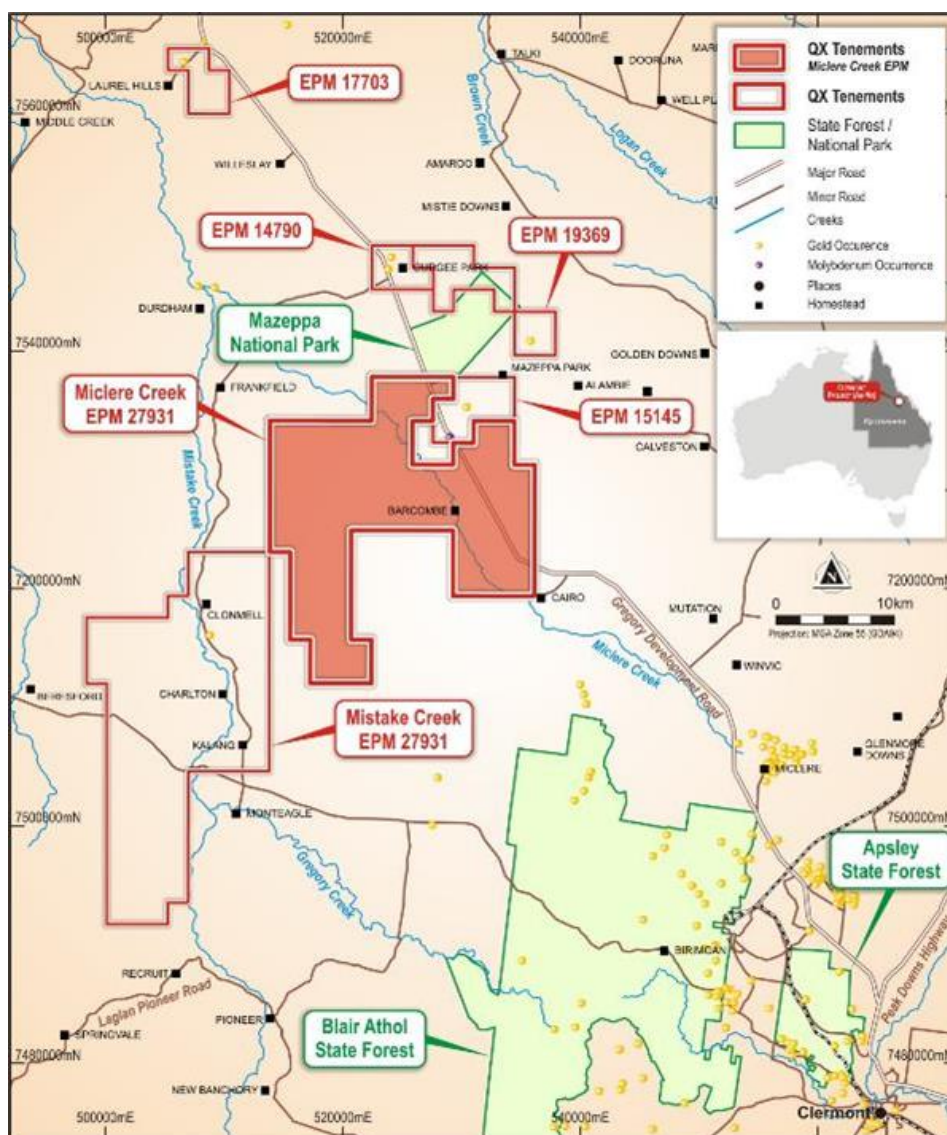 500000mE
520000mE
540000mE
QX Tenements
Miclere Creek EPM
QX Tenements
State Forest /
National Park
Major Road
Minor Road
Creeks
Gold Occurence
Molybdenum Occurrence
Places
Homestead
TALKI
DOORUNA
LAUREL HILLS
EPM 17703
WELL
7560000mN
MIDDLE CREEK
Brown Creek
Logan Creek
WILLESLAY
AMAROO
MISTIE DOWNS
EPM 14790
EPM 19369
GURGEE PARK
DURDHAM
Mazeppa
National Park
7540000mN
GOLDEN DOWNS
MAZEPPA PARK
ALAMBIE
FRANKFIELD
Miclere Creek
EPM 27931
EPM 15145
CALVESTON
Mistake Creek
BARCOMBE
7200000mN
7200000mN
0
10km
Projection: MGA Zone 55 (GDA94)
N
CLONMELL
CAIRO
MUTATION
Gregory Development Road
Miclere Creek
WINVIC
BERESFORD
CHARLTON
Mistake Creek
EPM 27931
KALANG
GLENMORE
DOWNS
MICLERE
MONTEAGLE
7500000mN
7500000mN
Gregory Creek
Apsley
State Forest
BIRIMGAN
Peak Downs Highway
RECRUIT
Laglan Pioneer Road
PIONEER
SPRINGVALE
Blair Athol
State Forest
7480000mN
7480000mN
NEW BANCHORY
Clermont
500000mE
520000mE
540000mE